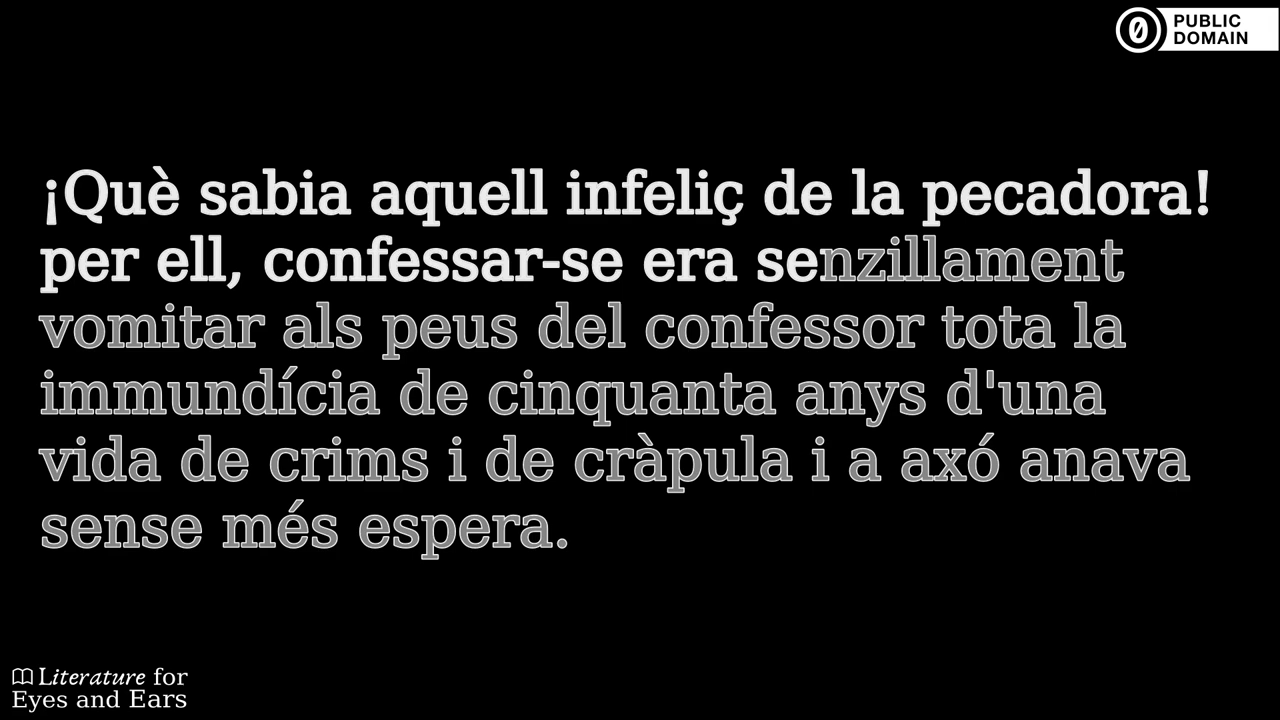 PUBLIC
DOMAIN
¡Què sabia aquell infeliç de la pecadora!
per ell, confessar-se era senzillament
vomitar als peus del confessor tota la
immundícia de cinquanta anys d'una
vida de crims i de cràpula i a axó anava
sense més espera.
Literature for
Eyes and Ears